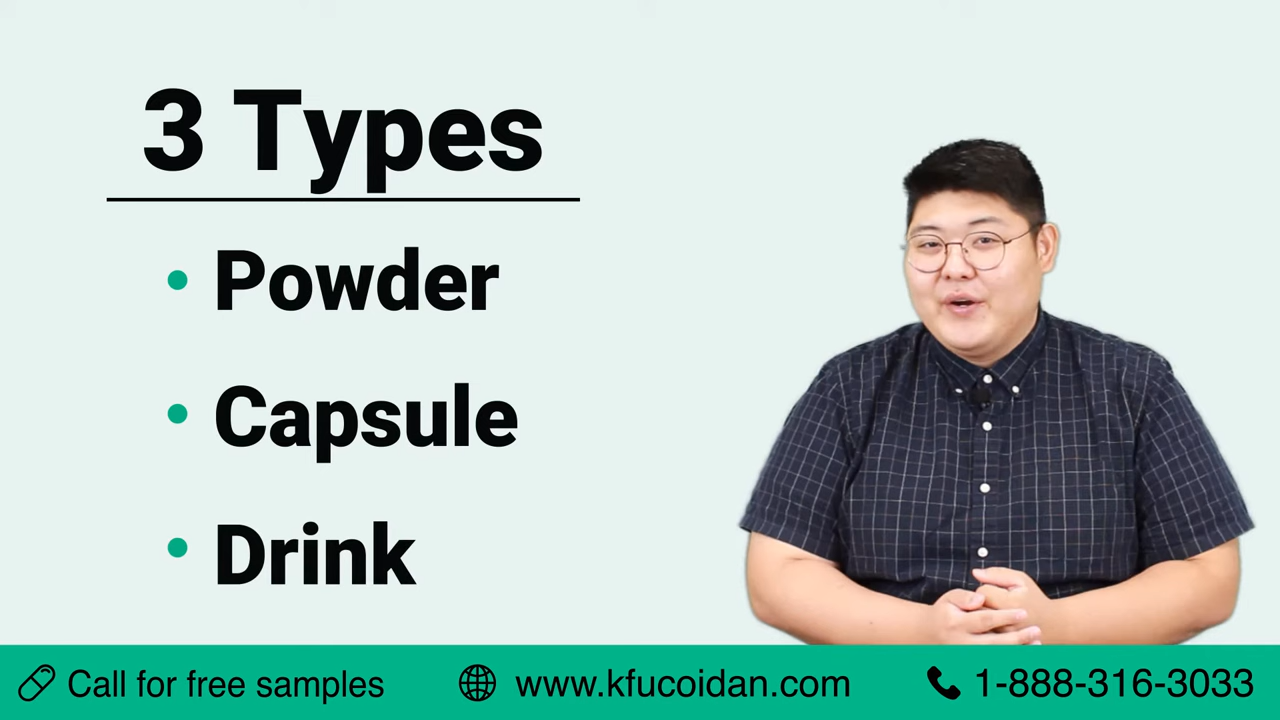 3 Types
Powder
Capsule
Drink
Call for free samples
www.kfucoidan.com
1-888-316-3033